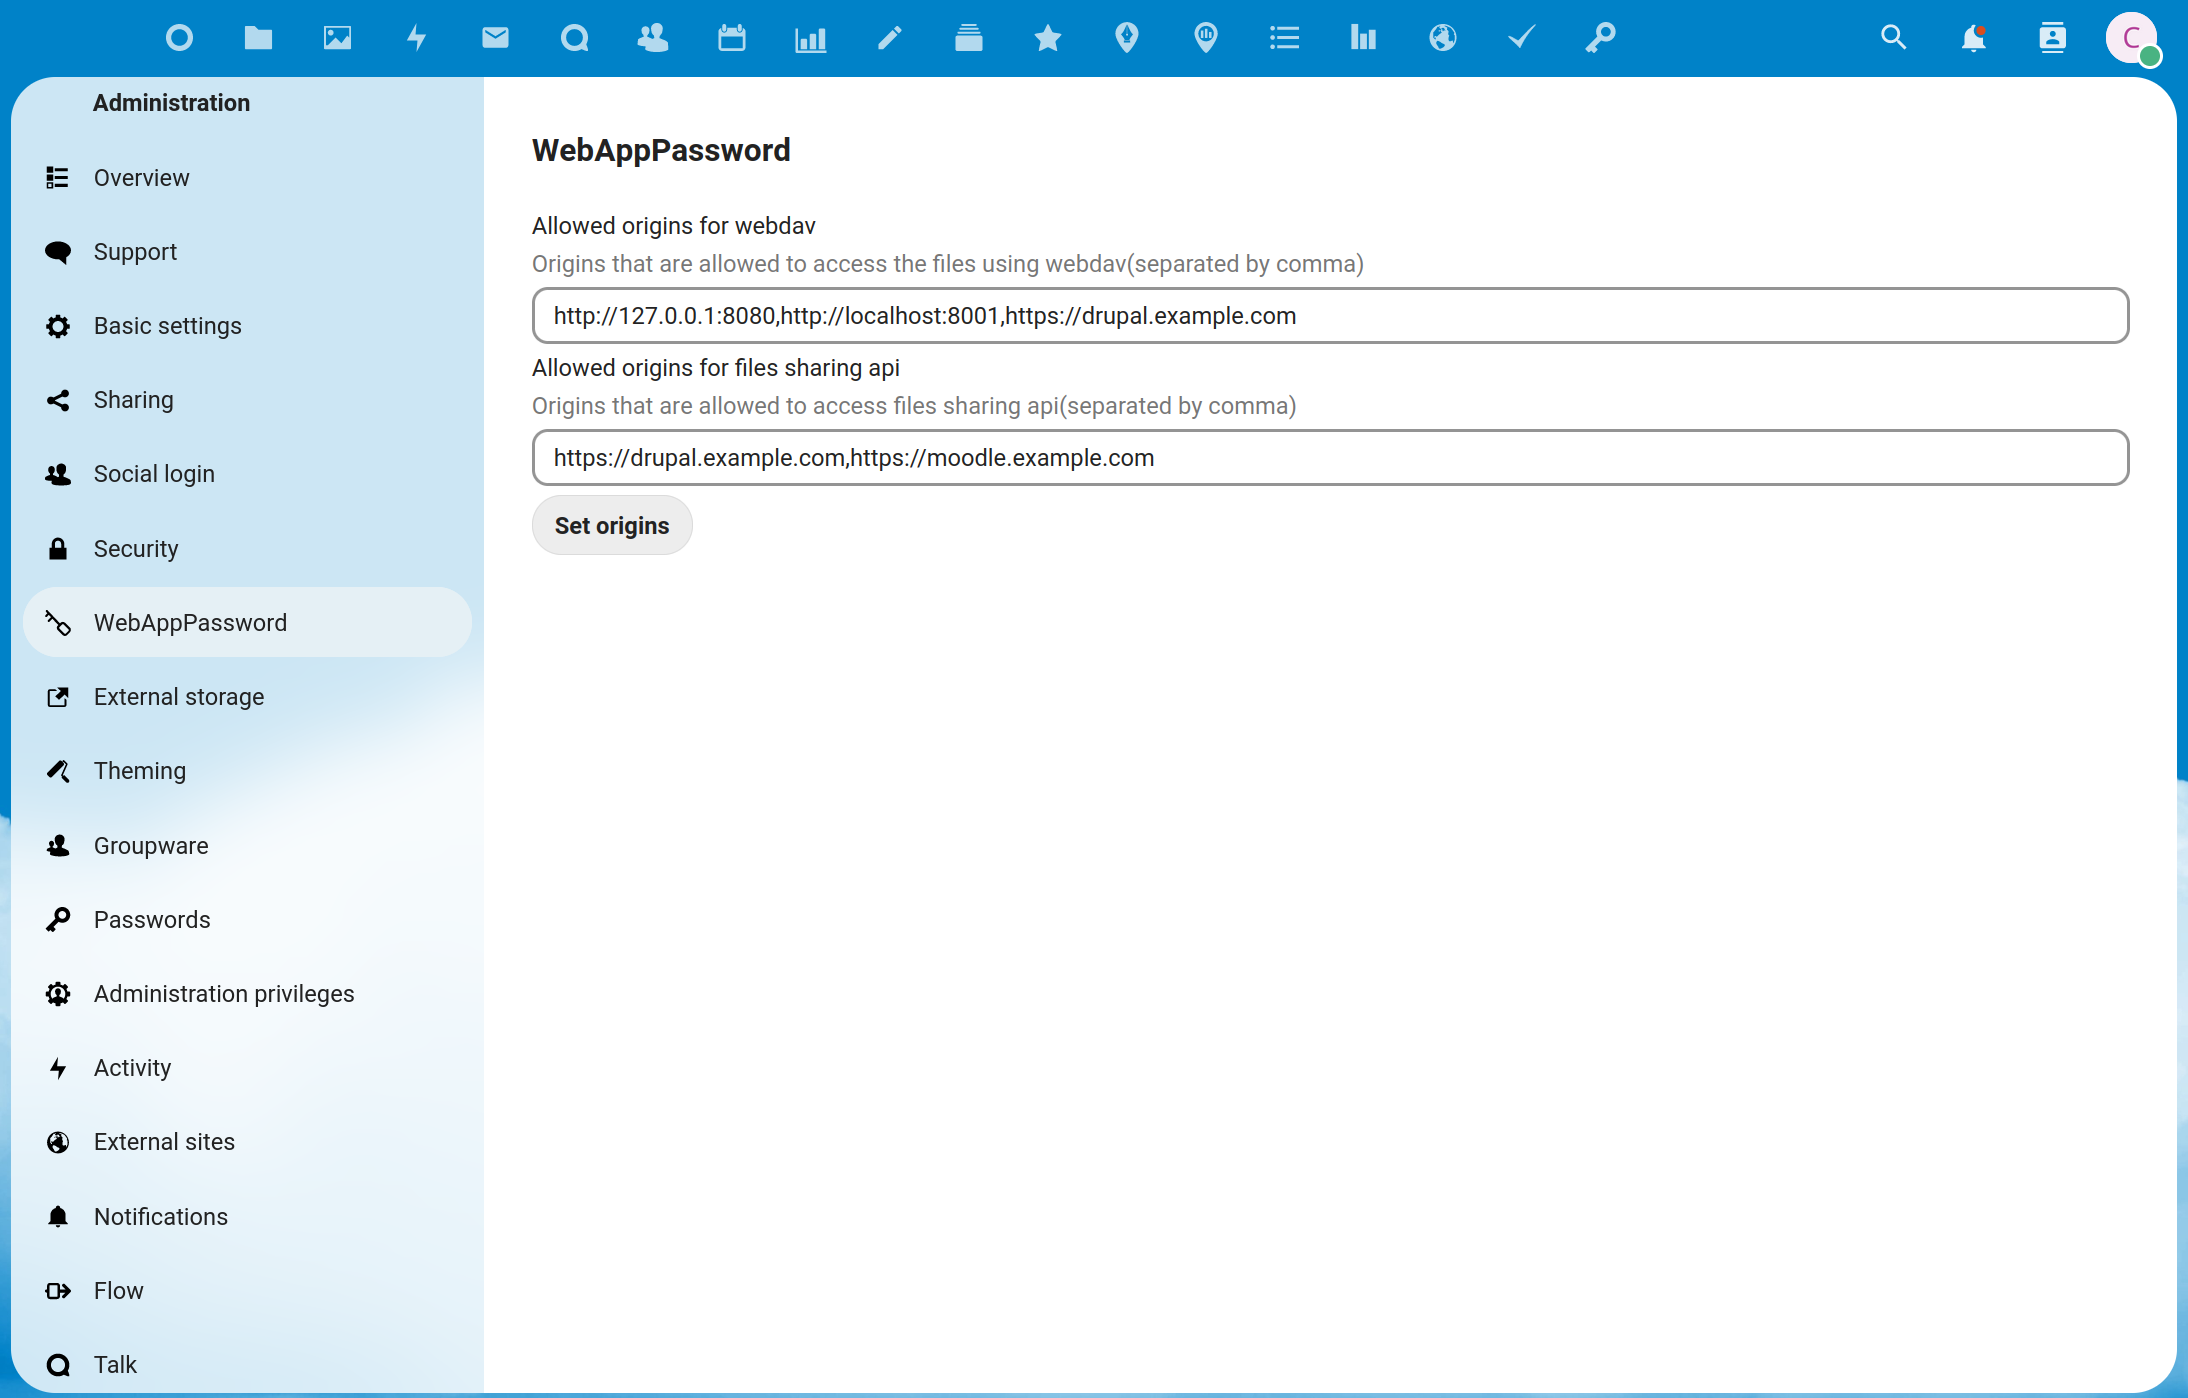 C
Administration
Overview
Support
Basic settings
Sharing
Social login
Security
WebAppPassword
External storage
Theming
Groupware
Passwords
Administration privileges
Activity
External sites
Notifications
Flow
Talk
WebAppPassword
Allowed origins for webdav
Origins that are allowed to access the files using webdav(separated by comma)
http://127.0.0.1:8080,http://localhost:8001,https://drupal.example.com
Allowed origins for files sharing api
Origins that are allowed to access files sharing api(separated by comma)
https://drupal.example.com,https://moodle.example.com
Set origins